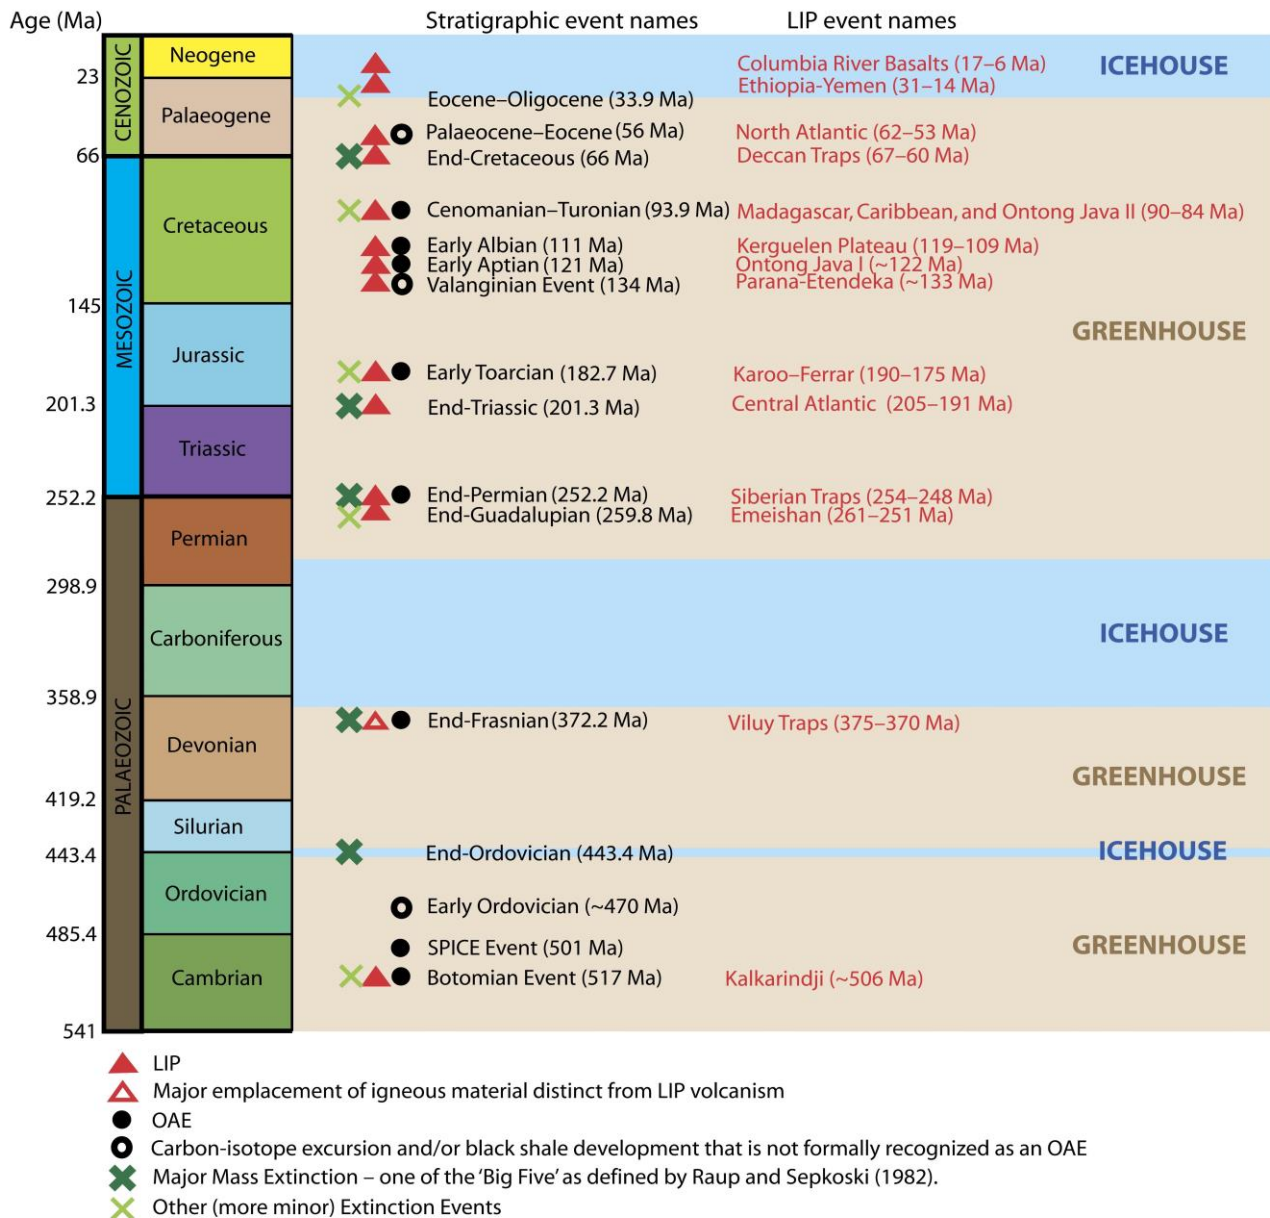 Age (Ma) Stratigraphic event names LIP event names
CENOZOIC
MESOZOIC
PALAEOZOIC
Neogene
Columbia River Basalts (17–6 Ma) ICEHOUSE
23
Ethiopia-Yemen (31–14 Ma)
Palaeogene
Eocene–Oligocene (33.9 Ma)
Palaeocene–Eocene (56 Ma) North Atlantic (62–53 Ma)
66 End-Cretaceous (66 Ma) Deccan Traps (67–60 Ma)
Cretaceous
Cenomanian–Turonian (93.9 Ma) Madagascar, Caribbean, and Ontong Java II (90–84 Ma)
Early Albian (111 Ma) Kerguelen Plateau (119–109 Ma)
Early Aptian (121 Ma) Ontong Java I (~122 Ma)
Valanginian Event (134 Ma) Parana-Etendeka (~133 Ma)
145
GREENHOUSE
Jurassic
Early Toarcian (182.7 Ma) Karoo–Ferrar (190–175 Ma)
201.3 End-Triassic (201.3 Ma) Central Atlantic (205–191 Ma)
Triassic
252.2 End-Permian (252.2 Ma) Siberian Traps (254–248 Ma)
End-Guadalupian (259.8 Ma) Emeishan (261–251 Ma)
Permian
298.9
Carboniferous ICEHOUSE
358.9
End-Frasnian (372.2 Ma) Viluy Traps (375–370 Ma)
Devonian
GREENHOUSE
419.2
Silurian
443.4 End-Ordovician (443.4 Ma) ICEHOUSE
Ordovician
Early Ordovician (~470 Ma)
485.4
GREENHOUSE
SPICE Event (501 Ma)
Cambrian Botomian Event (517 Ma) Kalkarindji (~506 Ma)
541
LIP
Major emplacement of igneous material distinct from LIP volcanism
OAE
Carbon-isotope excursion and/or black shale development that is not formally recognized as an OAE
Major Mass Extinction – one of the 'Big Five' as defined by Raup and Sepkoski (1982).
Other (more minor) Extinction Events